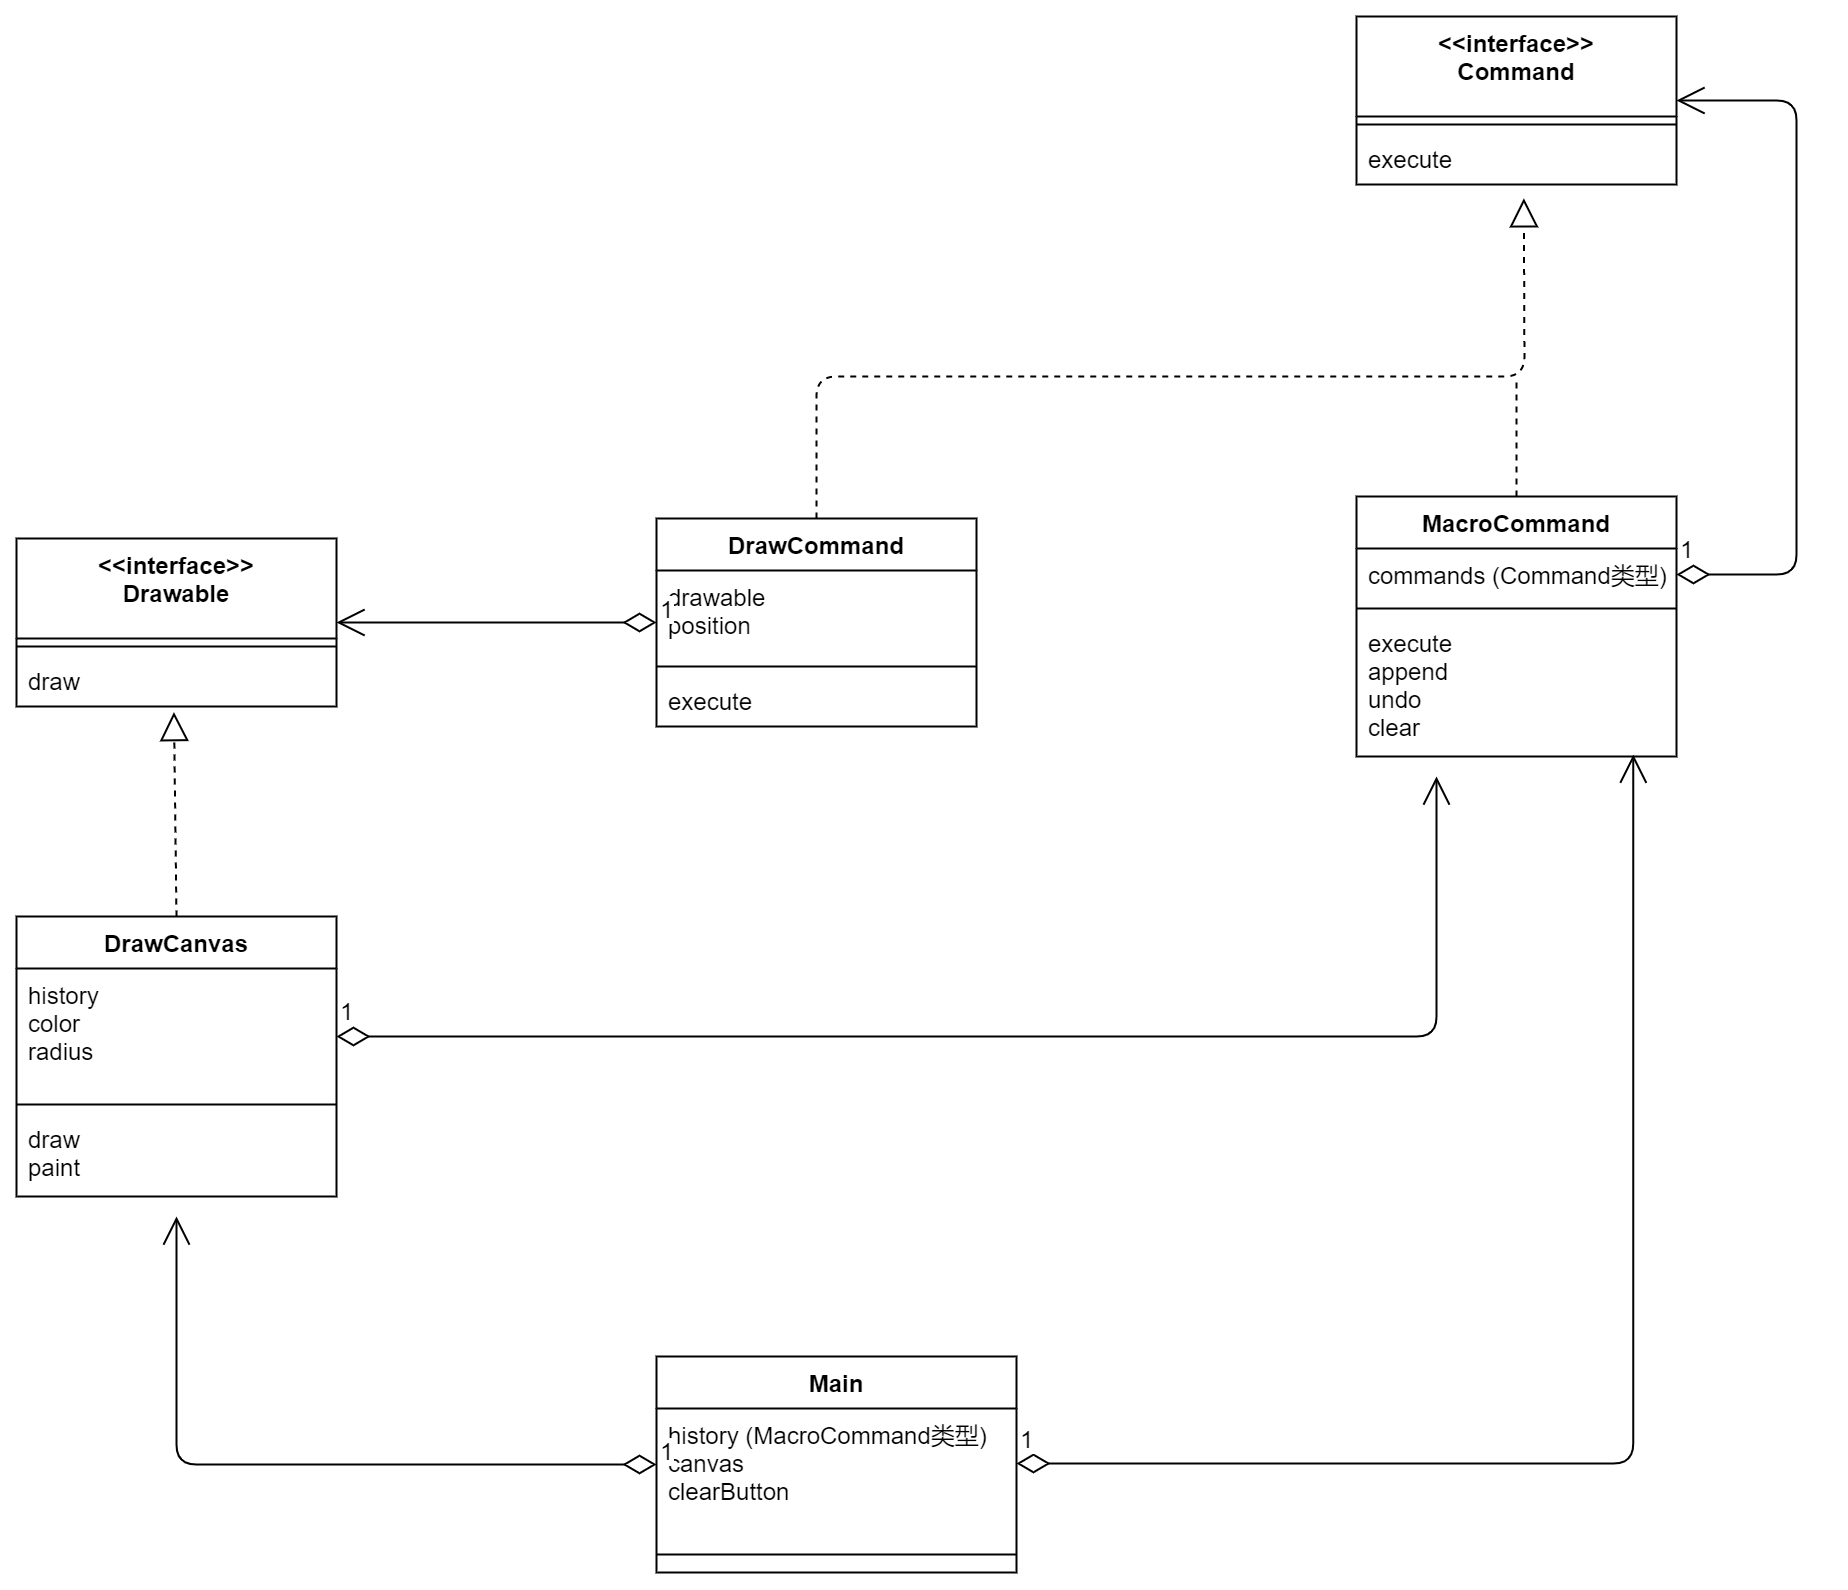 <<interface>>
Command
execute
<<interface>>
Drawable
draw
DrawCommand
drawable
position
1
execute
MacroCommand
commands (Command类型)
1
execute
append
undo
clear
DrawCanvas
history
color
radius
1
draw
paint
Main
history (MacroCommand类型)
canvas
clearButton
1
1